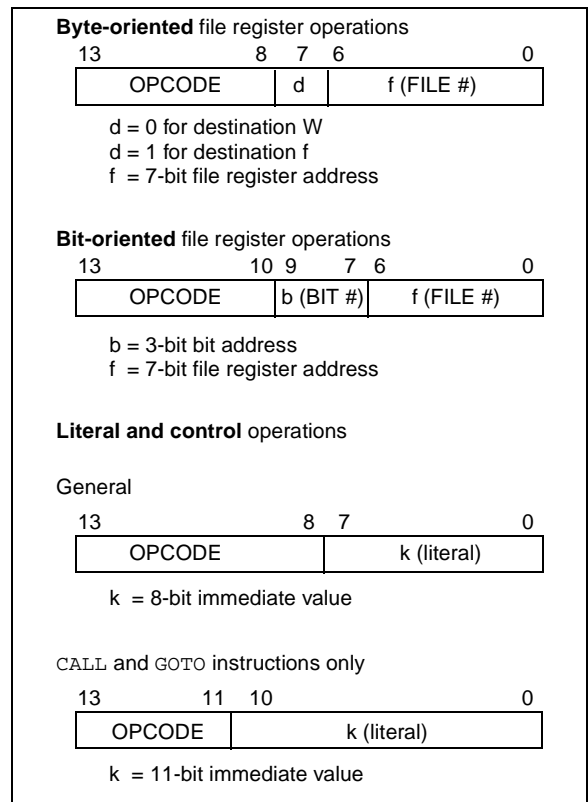 Byte-oriented file register operations
13 8 7 6 0
OPCODE d f (FILE #)
d = 0 for destination W
d = 1 for destination f
f = 7-bit file register address
Bit-oriented file register operations
13 10 9 7 6 0
OPCODE b (BIT #) f (FILE #)
b = 3-bit bit address
f = 7-bit file register address
Literal and control operations
General
13 8 7 0
OPCODE k (literal)
k = 8-bit immediate value
CALL and GOTO instructions only
13 11 10 0
OPCODE k (literal)
k = 11-bit immediate value